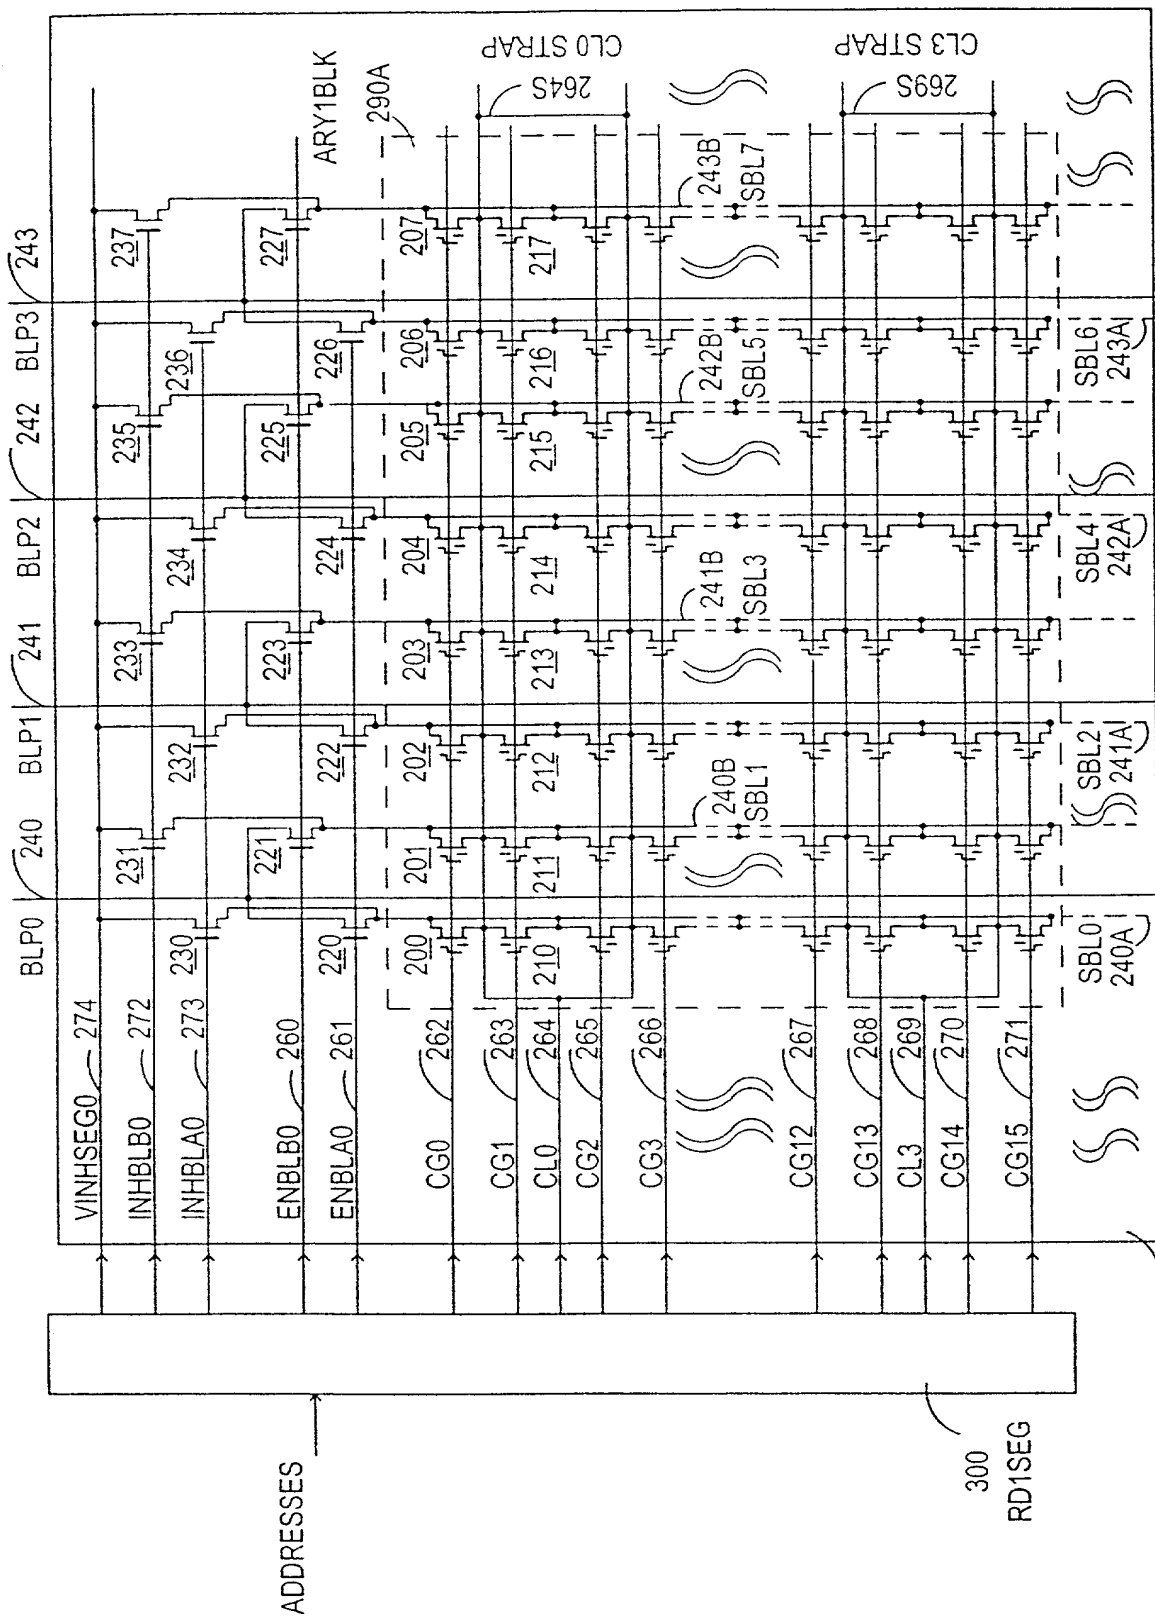 BLP0 240 BLP1 241 BLP2 242 BLP3 243
VINHSEG0 274
INHBLB0 272 231 233 235 237
INHBLA0 273 230 232 234 236
ENBLB0 260 221 223 225 227
ENBLA0 261 220 222 224 226
ARY1BLK
290A
CG0 262 200 201 202 203 204 205 206 207
CG1 263
CL0 264 210 211 212 213 214 215 216 217
CG2 265
CG3 266
264S
CL0 STRAP
240B
SBL1
241B
SBL3
242B
SBL5
243B
SBL7
CG12 267
CG13 268
CL3 269
CG14 270
CG15 271
269S
CL3 STRAP
SBL0
240A
SBL2
241A
SBL4
242A
SBL6
243A
ADDRESSES
300
RD1SEG